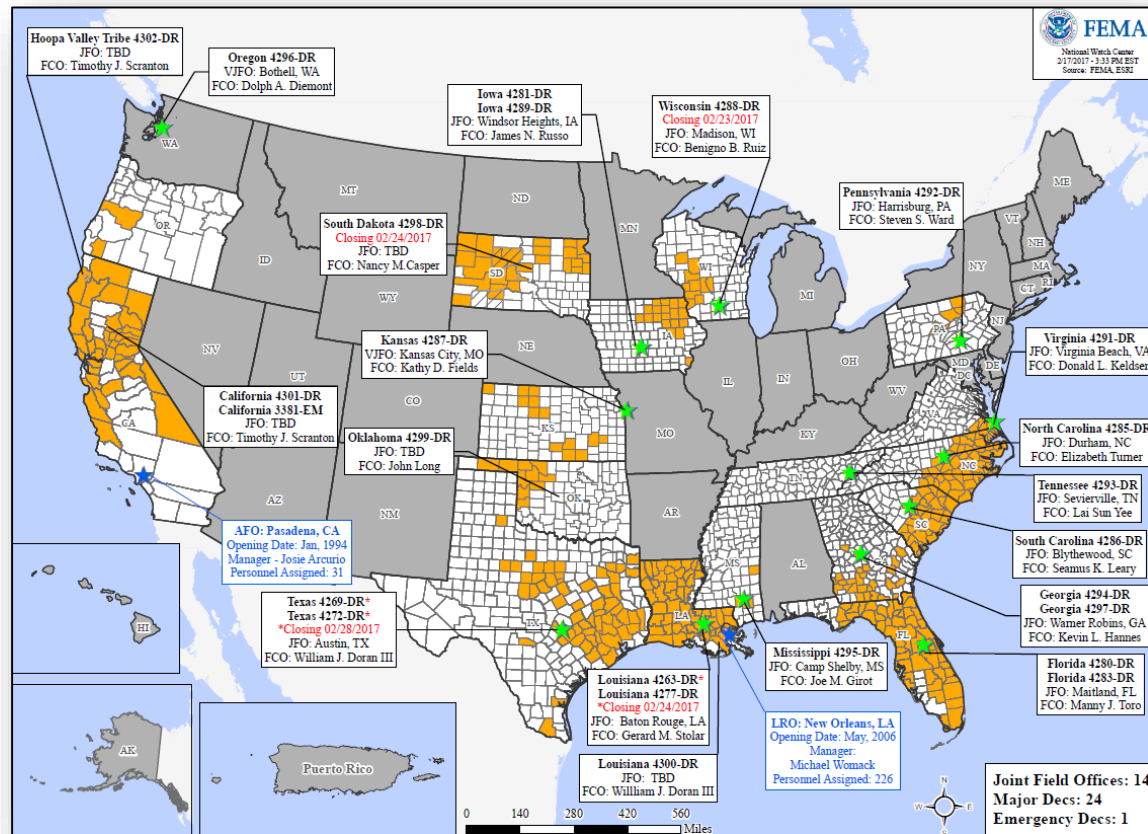 FEMA
National Watch Center
2/17/2017 - 3:33 PM EST
Source: FEMA, ESRI
Hoopa Valley Tribe 4302-DR
JFO: TBD
FCO: Timothy J. Scranton
Oregon 4296-DR
VJFO: Bothell, WA
FCO: Dolph A. Diemont
Iowa 4281-DR
Iowa 4289-DR
JFO: Windsor Heights, IA
FCO: James N. Russo
Wisconsin 4288-DR
Closing 02/23/2017
JFO: Madison, WI
FCO: Benigno B. Ruiz
Pennsylvania 4292-DR
JFO: Harrisburg, PA
FCO: Steven S. Ward
South Dakota 4298-DR
Closing 02/24/2017
JFO: TBD
FCO: Nancy M.Casper
Kansas 4287-DR
VJFO: Kansas City, MO
FCO: Kathy D. Fields
Virginia 4291-DR
JFO: Virginia Beach, VA
FCO: Donald L. Keldsen
California 4301-DR
California 3381-EM
JFO: TBD
FCO: Timothy J. Scranton
Oklahoma 4299-DR
JFO: TBD
FCO: John Long
North Carolina 4285-DR
JFO: Durham, NC
FCO: Elizabeth Turner
Tennessee 4293-DR
JFO: Sevierville, TN
FCO: Lai Sun Yee
AFO: Pasadena, CA
Opening Date: Jan, 1994
Manager - Josie Arcurio
Personnel Assigned: 31
South Carolina 4286-DR
JFO: Blythewood, SC
FCO: Seamus K. Leary
Texas 4269-DR*
Texas 4272-DR*
*Closing 02/28/2017
JFO: Austin, TX
FCO: William J. Doran III
Georgia 4294-DR
Georgia 4297-DR
JFO: Warner Robins, GA
FCO: Kevin L. Hannes
Mississippi 4295-DR
JFO: Camp Shelby, MS
FCO: Joe M. Girot
Florida 4280-DR
Florida 4283-DR
JFO: Maitland, FL
FCO: Manny J. Toro
Louisiana 4263-DR*
Louisiana 4277-DR
*Closing 02/24/2017
JFO: Baton Rouge, LA
FCO: Gerard M. Stolar
LRO: New Orleans, LA
Opening Date: May, 2006
Manager:
Michael Womack
Personnel Assigned: 226
Louisiana 4300-DR
JFO: TBD
FCO: Willliam J. Doran III
Joint Field Offices: 14
Major Decs: 24
Emergency Decs: 1
0 140 280 420 560
Miles
N
W E
S
WA
OR
ID
MT
ND
MN
SD
WY
NV
UT
CO
CA
AZ
NM
NE
KS
OK
TX
IA
WI
MI
IL
IN
OH
MO
AR
LA
MS
AL
TN
KY
WV
VA
NC
SC
FL
PA
NY
NJ
MD
DC
DE
CT
RI
MA
VT
NH
ME
HI
AK
Puerto Rico